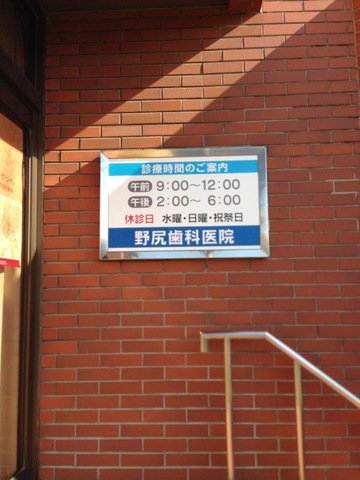 診療時間のご案内
午前 9:00〜12:00
午後 2:00〜 6:00
休診日 水曜・日曜・祝祭日
野尻歯科医院